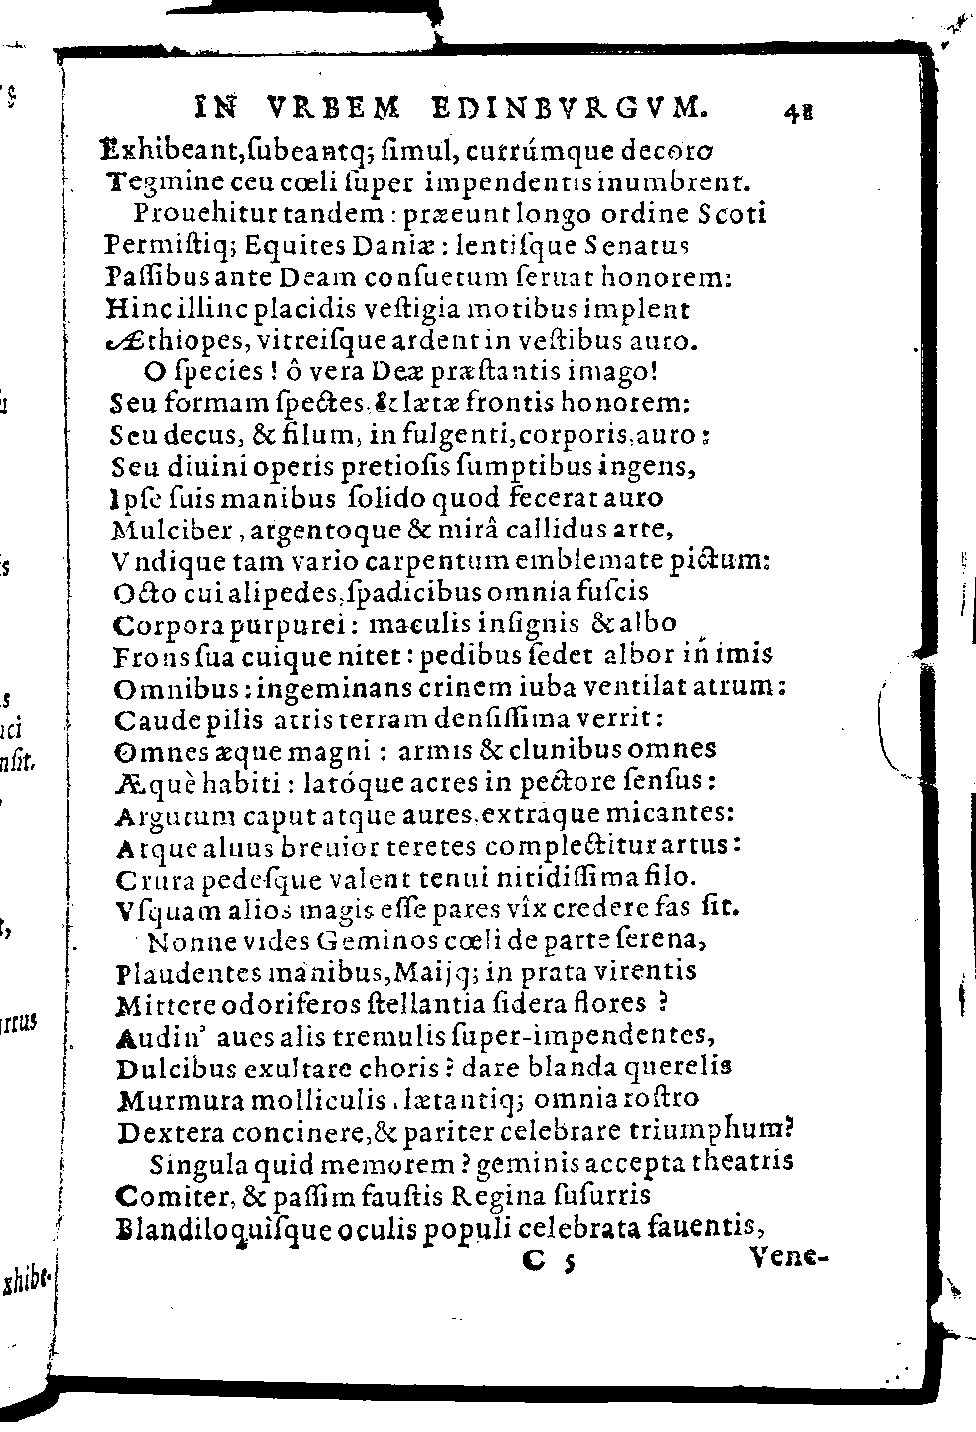 IN VRBEM EDINBVRGVM. 48
Exhibeant, ſubeantq; ſimul, currúmque decoro
Tegmine ceu cœli ſuper impendentis inumbrent.
Prouehitur tandem : præeunt longo ordine Scoti
Permiſtiq; Equites Daniæ : lentiſque Senatus
Paſſibus ante Deam conſuetum ſeruat honorem:
Hinc illinc placidis veſtigia motibus implent
Æthiopes, vitreiſque ardent in veſtibus auro.
O ſpecies ! ô vera Deæ præſtantis imago!
Seu formam ſpectes, & lætæ frontis honorem:
Seu decus, & filum, in fulgenti, corporis, auro :
Seu diuini operis pretioſis ſumptibus ingens,
Ipſe ſuis manibus ſolido quod fecerat auro
Mulciber, argentoque & mirâ callidus arte,
Vndique tam vario carpentum emblemate pictum:
Octo cui alipedes, ſpadicibus omnia fuſcis
Corpora purpurei : maculis inſignis & albo
Frons ſua cuique nitet : pedibus ſedet albor in imis
Omnibus : ingeminans crinem iuba ventilat atrum :
Caude pilis atris terram denſiſſima verrit :
Omnes æque magni : armis & clunibus omnes
Æquè habiti : latóque acres in pectore ſenſus :
Argutum caput atque aures, extraque micantes:
Atque aluus breuior teretes complectitur artus :
Crura pedeſque valent tenui nitidiſſima filo.
Vſquam alios magis eſſe pares vîx credere fas ſit.
Nonne vides Geminos cœli de parte ſerena,
Plaudentes manibus, Maijq; in prata virentis
Mittere odoriferos ſtellantia ſidera flores ?
Audin' aues alis tremulis ſuper-impendentes,
Dulcibus exultare choris ? dare blanda querelis
Murmura molliculis, lætantiq; omnia roſtro
Dextera concinere, & pariter celebrare triumphum?
Singula quid memorem ? geminis accepta theatris
Comiter, & paſſim fauſtis Regina ſuſurris
Blandiloquiſque oculis populi celebrata fauentis,
C 5 Vene-
uci
nſit.
xhibe-